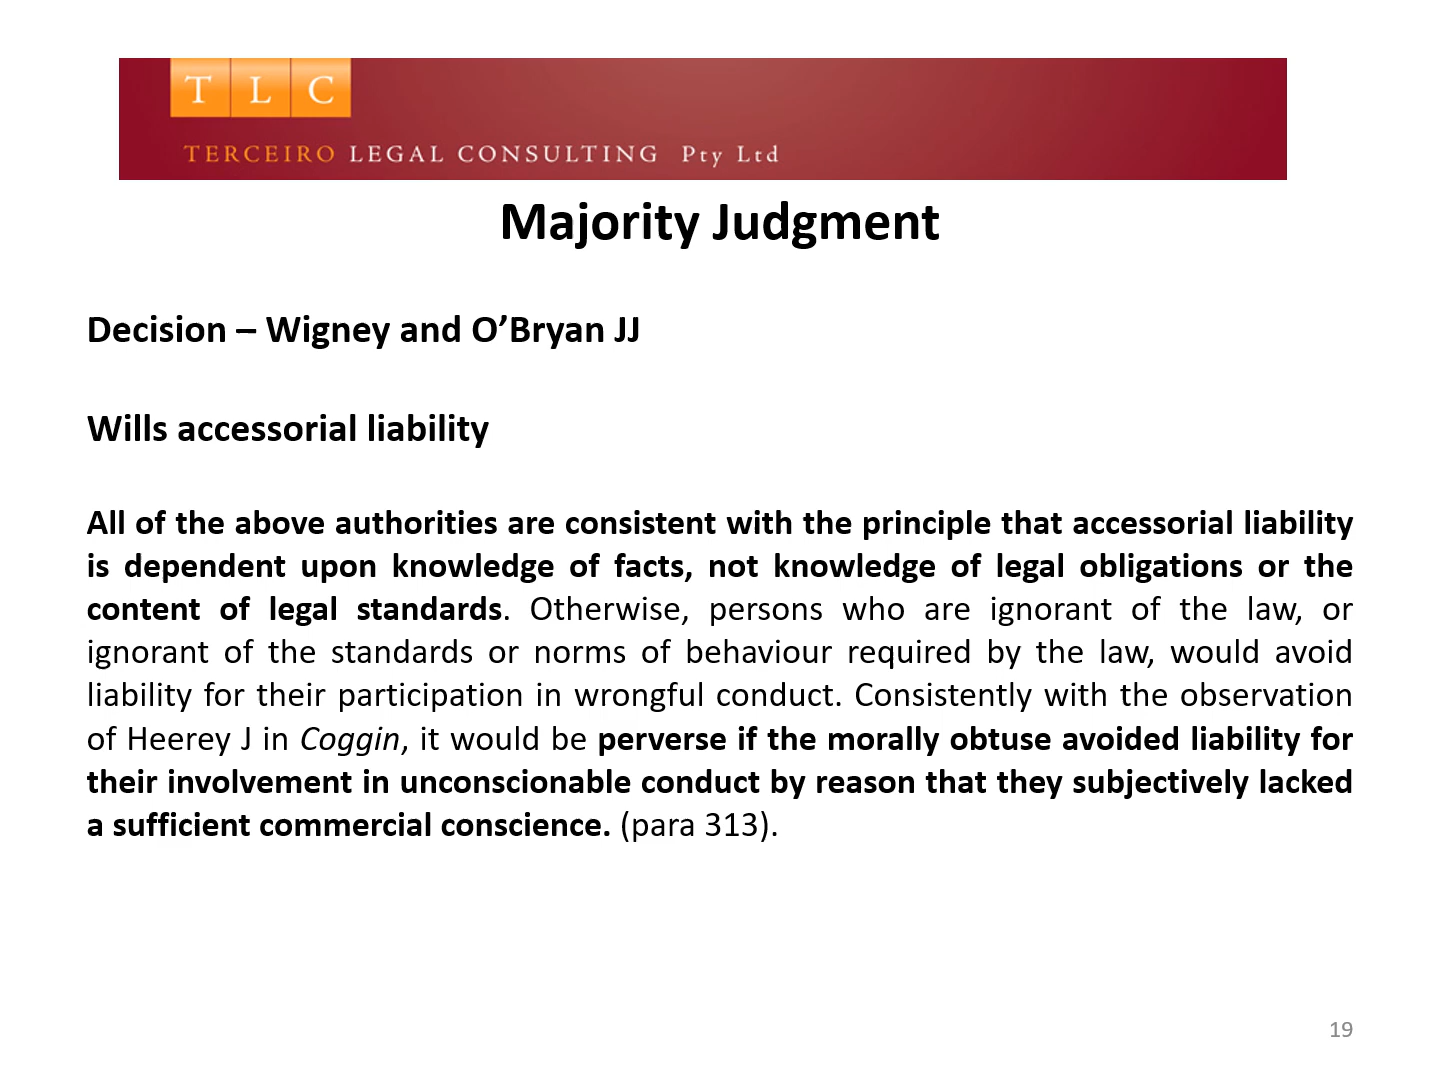 T L C
TERCEIRO LEGAL CONSULTING Pty Ltd
Majority Judgment
Decision – Wigney and O’Bryan JJ
Wills accessorial liability
All of the above authorities are consistent with the principle that accessorial liability
is dependent upon knowledge of facts, not knowledge of legal obligations or the
content of legal standards. Otherwise, persons who are ignorant of the law, or
ignorant of the standards or norms of behaviour required by the law, would avoid
liability for their participation in wrongful conduct. Consistently with the observation
of Heerey J in Coggin, it would be perverse if the morally obtuse avoided liability for
their involvement in unconscionable conduct by reason that they subjectively lacked
a sufficient commercial conscience. (para 313).
19